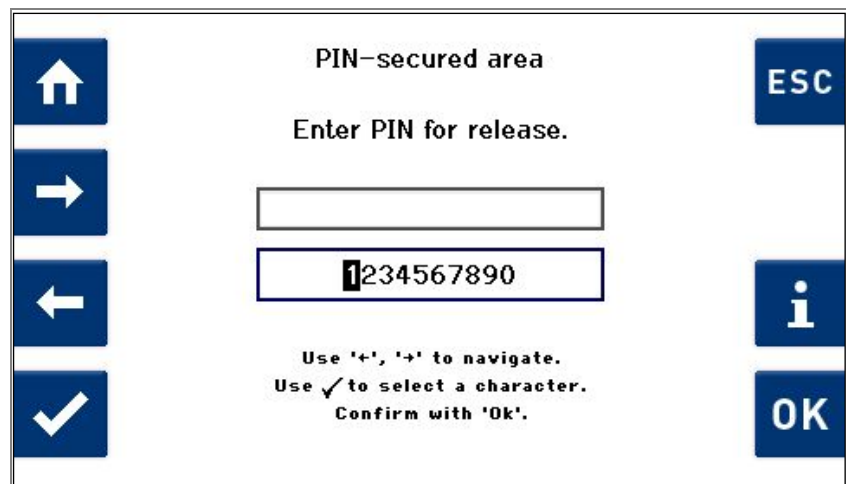 PIN-secured area
ESC
Enter PIN for release.
1234567890
Use '←', '→' to navigate.
Use ✓ to select a character.
Confirm with 'Ok'.
i
OK